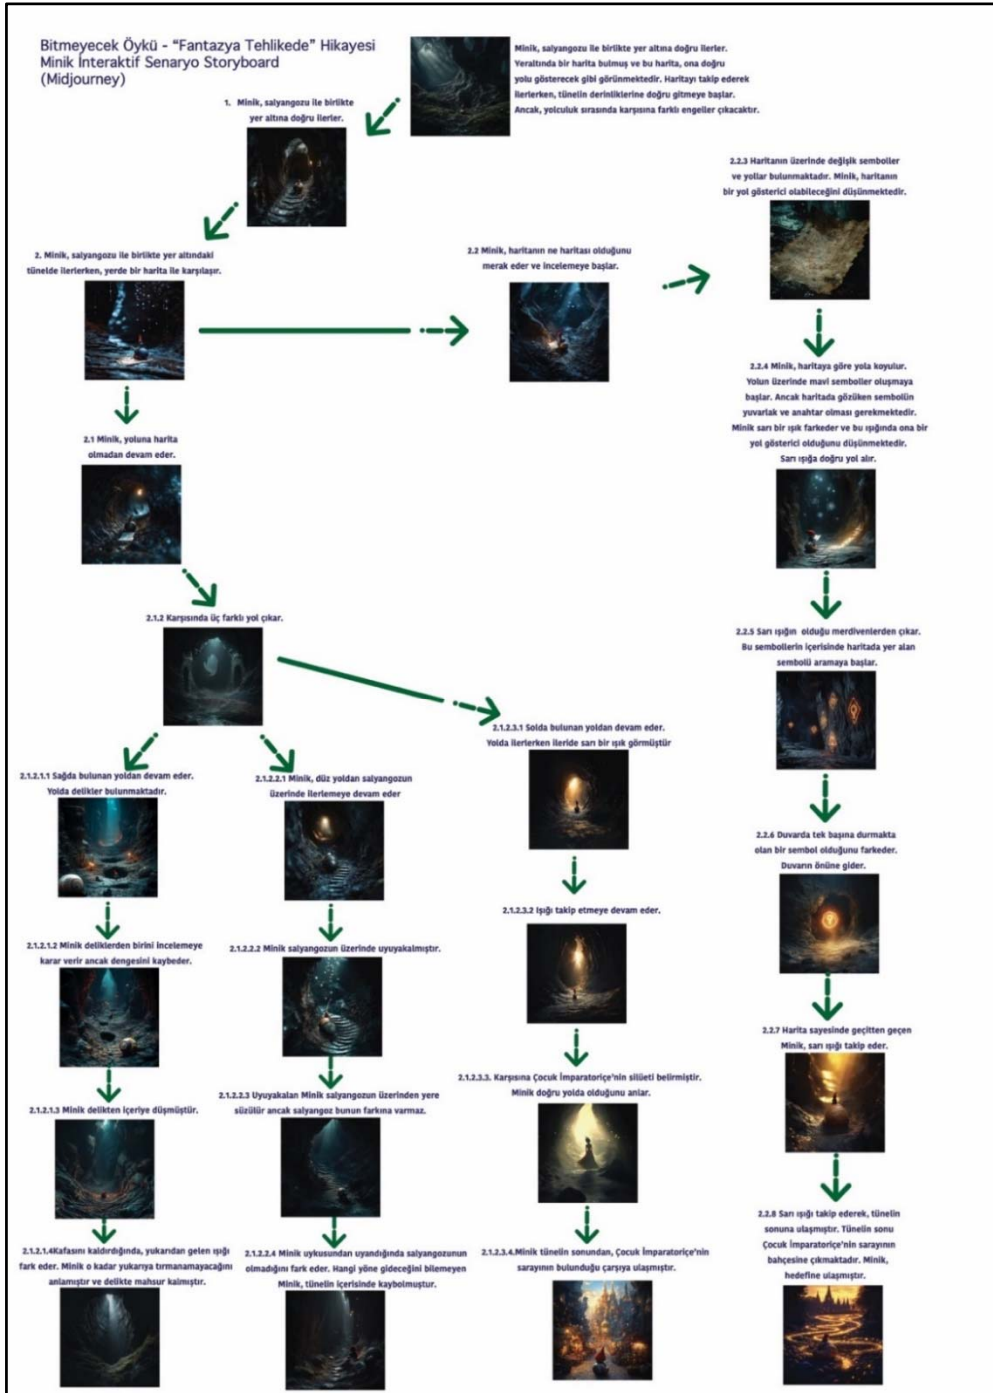 Bitmeyecek Öykü - “Fantazya Tehlikede” Hikayesi
Minik İnteraktif Senaryo Storyboard
(Midjourney)
Minik, salyangozu ile birlikte yer altına doğru ilerler.
Yeraltında bir harita bulmuş ve bu harita, ona doğru
yolu gösterecek gibi görünmektedir. Haritayı takip ederek
ilerlerken, tünelin derinliklerine doğru gitmeye başlar.
Ancak, yolculuk sırasında karşısına farklı engeller çıkacaktır.
1. Minik, salyangozu ile birlikte
yer altına doğru ilerler.
2. Minik, salyangozu ile birlikte yer altındaki
tünelde ilerlerken, yerde bir harita ile karşılaşır.
2.2 Minik, haritanın ne haritası olduğunu
merak eder ve incelemeye başlar.
2.2.3 Haritanın üzerinde değişik semboller
ve yollar bulunmaktadır. Minik, haritanın
bir yol gösterici olabileceğini düşünmektedir.
2.2.4 Minik, haritaya göre yola koyulur.
Yolun üzerinde mavi semboller oluşmaya
başlar. Ancak haritada gözüken sembolün
yuvarlak ve anahtar olması gerekmektedir.
Minik sarı bir ışık farkeder ve bu ışığında ona bir
yol gösterici olduğunu düşünmektedir.
Sarı ışığa doğru yol alır.
2.1 Minik, yoluna harita
olmadan devam eder.
2.1.2 Karşısında üç farklı yol çıkar.
2.2.5 Sarı ışığın olduğu merdivenlerden çıkar.
Bu sembollerin içerisinde haritada yer alan
sembolü aramaya başlar.
2.1.2.1.1 Sağda bulunan yoldan devam eder.
Yolda delikler bulunmaktadır.
2.1.2.2.1 Minik, düz yoldan salyangozun
üzerinde ilerlemeye devam eder
2.1.2.3.1 Solda bulunan yoldan devam eder.
Yolda ilerlerken ileride sarı bir ışık görmüştür
2.2.6 Duvarda tek başına durmakta
olan bir sembol olduğunu farkeder.
Duvarın önüne gider.
2.1.2.1.2 Minik deliklerden birini incelemeye
karar verir ancak dengesini kaybeder.
2.1.2.2.2 Minik salyangozun üzerinde uyuyakalmıştır.
2.1.2.3.2 Işığı takip etmeye devam eder.
2.2.7 Harita sayesinde geçitten geçen
Minik, sarı ışığı takip eder.
2.1.2.1.3 Minik delikten içeriye düşmüştür.
2.1.2.2.3 Uyuyakalan Minik salyangozun üzerinden yere
süzülür ancak salyangoz bunun farkına varmaz.
2.1.2.3.3. Karşısına Çocuk İmparatoriçe’nin silüeti belirmiştir.
Minik doğru yolda olduğunu anlar.
2.2.8 Sarı ışığı takip ederek, tünelin
sonuna ulaşmıştır. Tünelin sonu
Çocuk İmparatoriçe’nin sarayının
bahçesine çıkmaktadır. Minik,
hedefine ulaşmıştır.
2.1.2.1.4Kafasını kaldırdığında, yukarıdan gelen ışığı
fark eder. Minik o kadar yukarıya tırmanamayacağını
anlamıştır ve delikte mahsur kalmıştır.
2.1.2.2.4 Minik uykusundan uyandığında salyangozunun
olmadığını fark eder. Hangi yöne gideceğini bilemeyen
Minik, tünelin içerisinde kaybolmuştur.
2.1.2.3.4.Minik tünelin sonundan, Çocuk İmparatoriçe’nin
sarayının bulunduğu çarşıya ulaşmıştır.